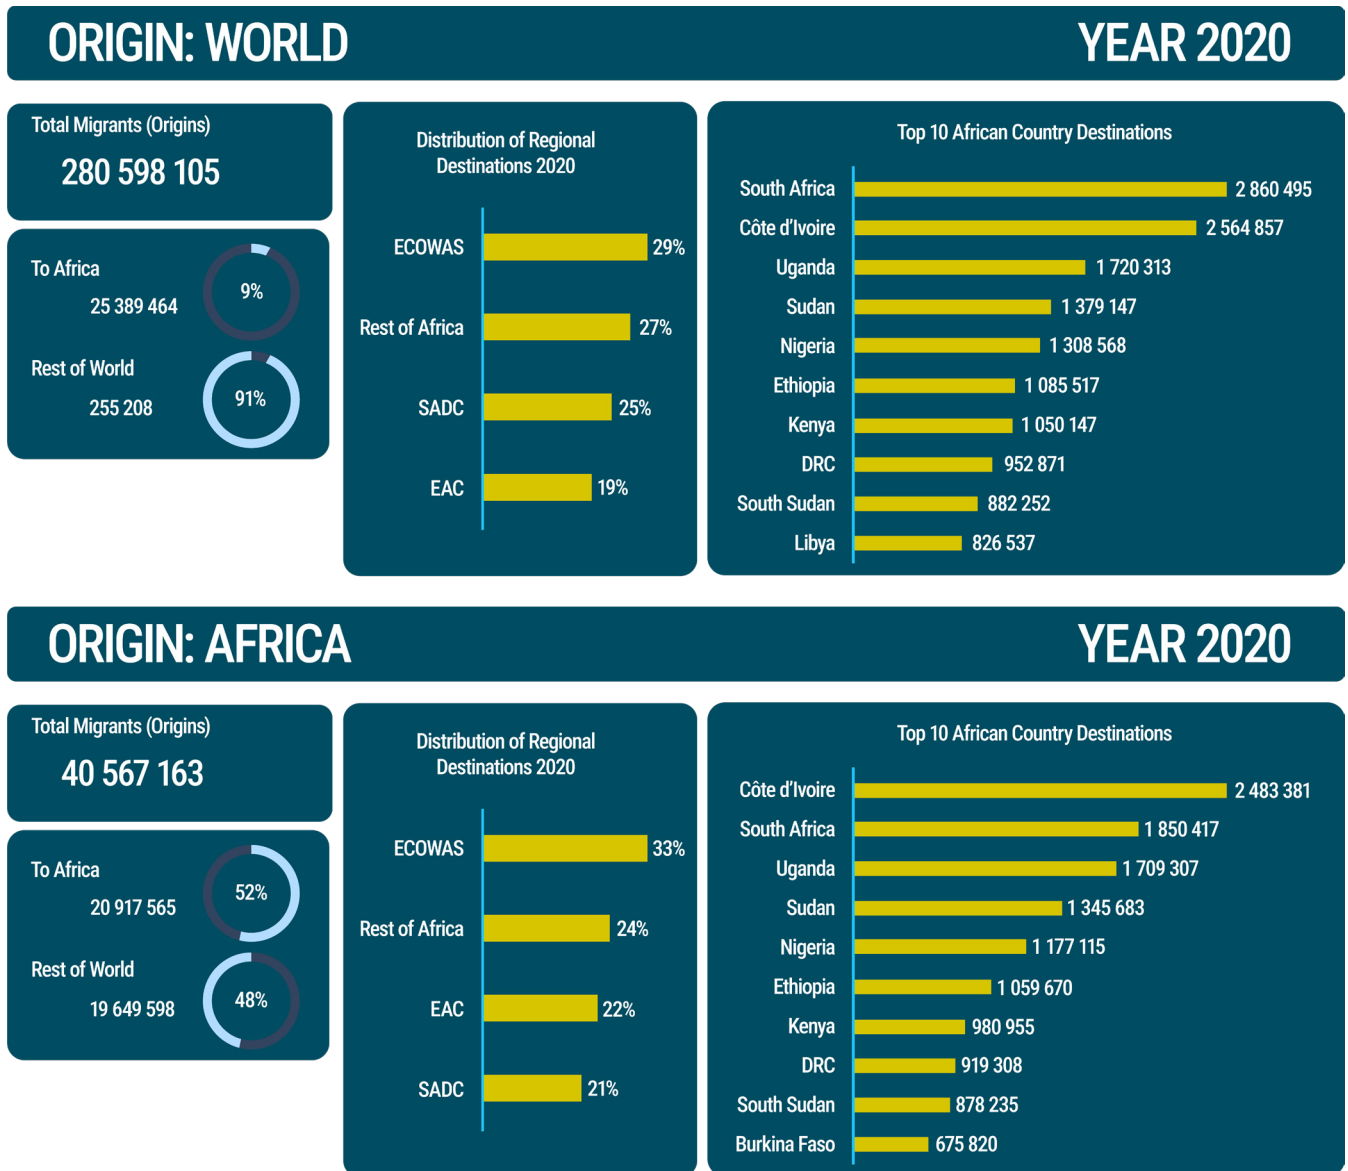 ORIGIN: WORLD YEAR 2020
Total Migrants (Origins)
280 598 105
To Africa
25 389 464
9%
Rest of World
255 208
91%
Distribution of Regional
Destinations 2020
ECOWAS 29%
Rest of Africa 27%
SADC 25%
EAC 19%
Top 10 African Country Destinations
South Africa 2 860 495
Côte d'Ivoire 2 564 857
Uganda 1 720 313
Sudan 1 379 147
Nigeria 1 308 568
Ethiopia 1 085 517
Kenya 1 050 147
DRC 952 871
South Sudan 882 252
Libya 826 537
ORIGIN: AFRICA YEAR 2020
Total Migrants (Origins)
40 567 163
To Africa
20 917 565
52%
Rest of World
19 649 598
48%
Distribution of Regional
Destinations 2020
ECOWAS 33%
Rest of Africa 24%
EAC 22%
SADC 21%
Top 10 African Country Destinations
Côte d'Ivoire 2 483 381
South Africa 1 850 417
Uganda 1 709 307
Sudan 1 345 683
Nigeria 1 177 115
Ethiopia 1 059 670
Kenya 980 955
DRC 919 308
South Sudan 878 235
Burkina Faso 675 820